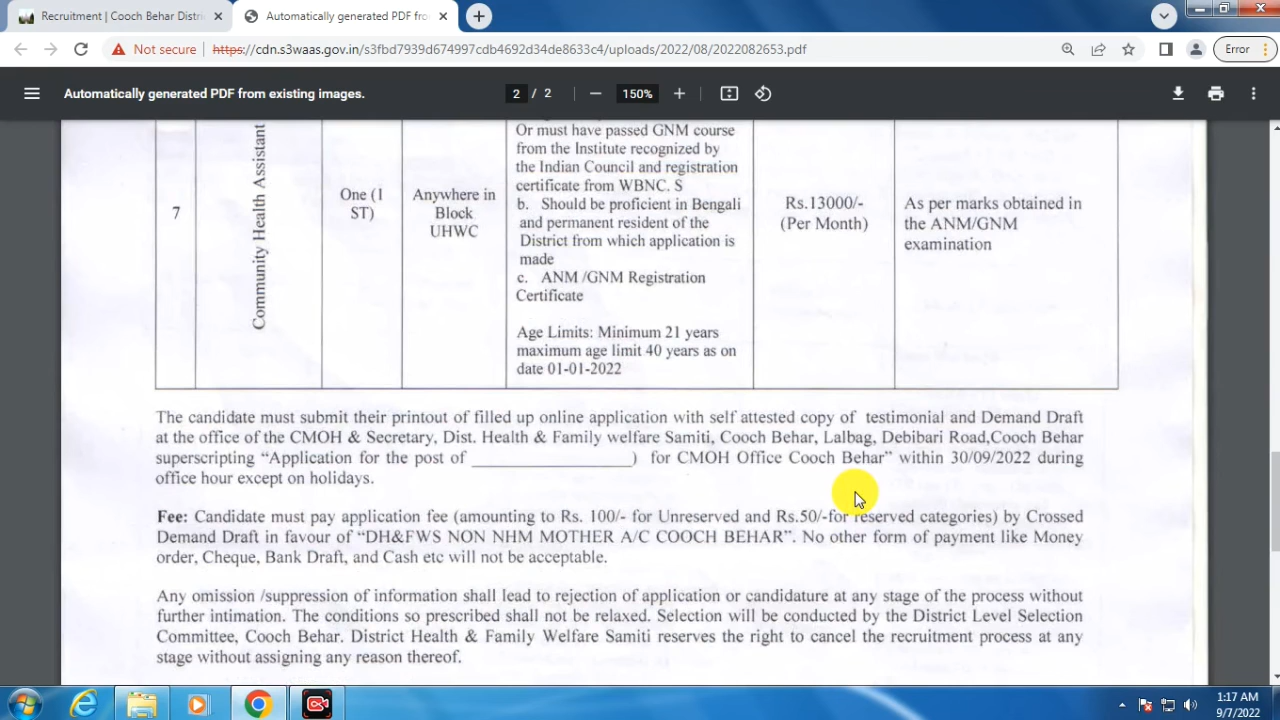 Recruitment | Cooch Behar Distri
Automatically generated PDF fro
Not secure
https://cdn.s3waas.gov.in/s3fbd7939d674997cdb4692d34de8633c4/uploads/2022/08/2022082653.pdf
Error
Automatically generated PDF from existing images.
2 / 2
150%
7
Community Health Assistant
One (1
ST)
Anywhere in
Block
UHWC
Or must have passed GNM course
from the Institute recognized by
the Indian Council and registration
certificate from WBNC. S
b. Should be proficient in Bengali
and permanent resident of the
District from which application is
made
c. ANM /GNM Registration
Certificate
Age Limits: Minimum 21 years
maximum age limit 40 years as on
date 01-01-2022
Rs.13000/-
(Per Month)
As per marks obtained in
the ANM/GNM
examination
The candidate must submit their printout of filled up online application with self attested copy of testimonial and Demand Draft
at the office of the CMOH & Secretary, Dist. Health & Family welfare Samiti, Cooch Behar, Lalbag, Debibari Road,Cooch Behar
superscripting “Application for the post of ________________) for CMOH Office Cooch Behar” within 30/09/2022 during
office hour except on holidays.
Fee: Candidate must pay application fee (amounting to Rs. 100/- for Unreserved and Rs.50/-for reserved categories) by Crossed
Demand Draft in favour of “DH&FWS NON NHM MOTHER A/C COOCH BEHAR”. No other form of payment like Money
order, Cheque, Bank Draft, and Cash etc will not be acceptable.
Any omission /suppression of information shall lead to rejection of application or candidature at any stage of the process without
further intimation. The conditions so prescribed shall not be relaxed. Selection will be conducted by the District Level Selection
Committee, Cooch Behar. District Health & Family Welfare Samiti reserves the right to cancel the recruitment process at any
stage without assigning any reason thereof.
1:17 AM
9/7/2022